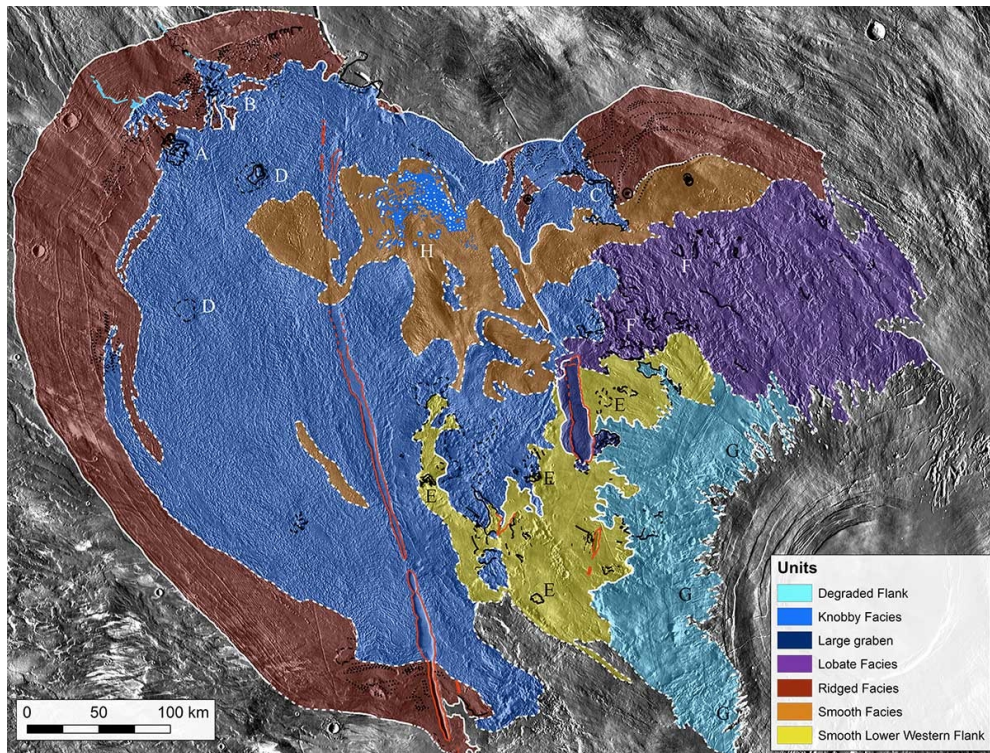 B
A
D
C
H
F
D
F
E
G
E
E
E
G
G
Units
Degraded Flank
Knobby Facies
Large graben
Lobate Facies
Ridged Facies
Smooth Facies
Smooth Lower Western Flank
0 50 100 km